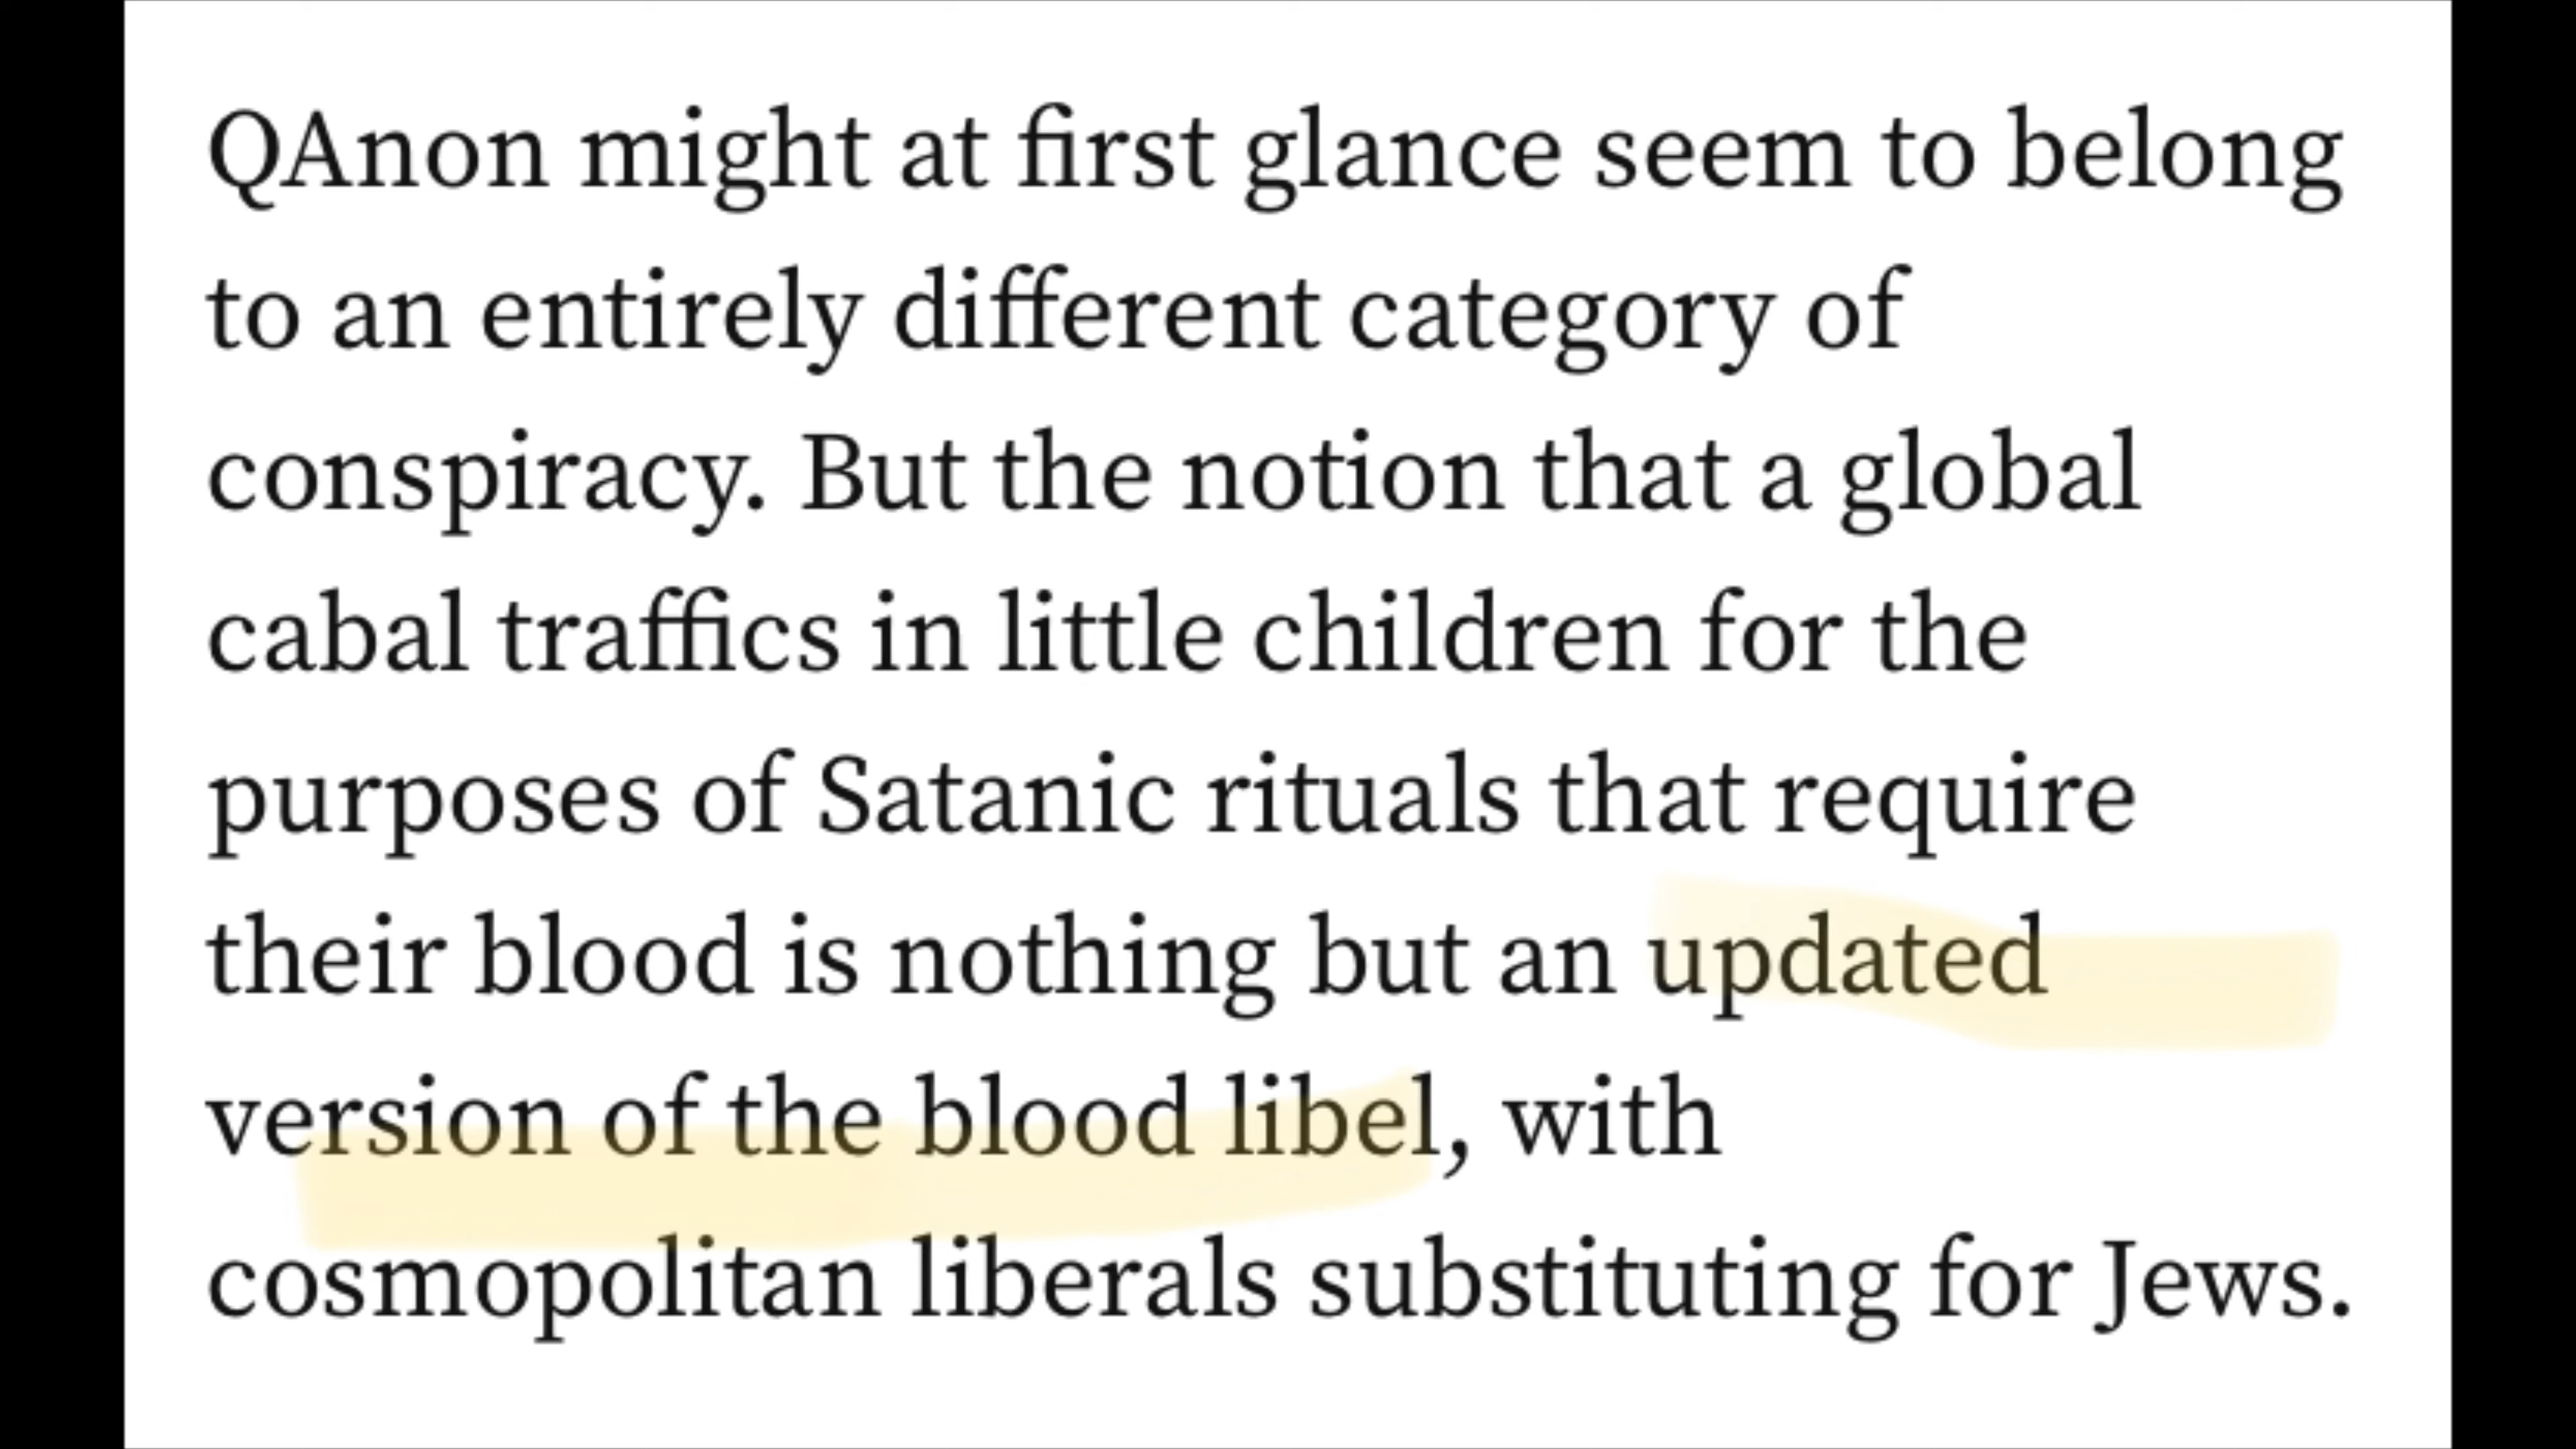 QAnon might at first glance seem to belong
to an entirely different category of
conspiracy. But the notion that a global
cabal traffics in little children for the
purposes of Satanic rituals that require
their blood is nothing but an updated
version of the blood libel, with
cosmopolitan liberals substituting for Jews.